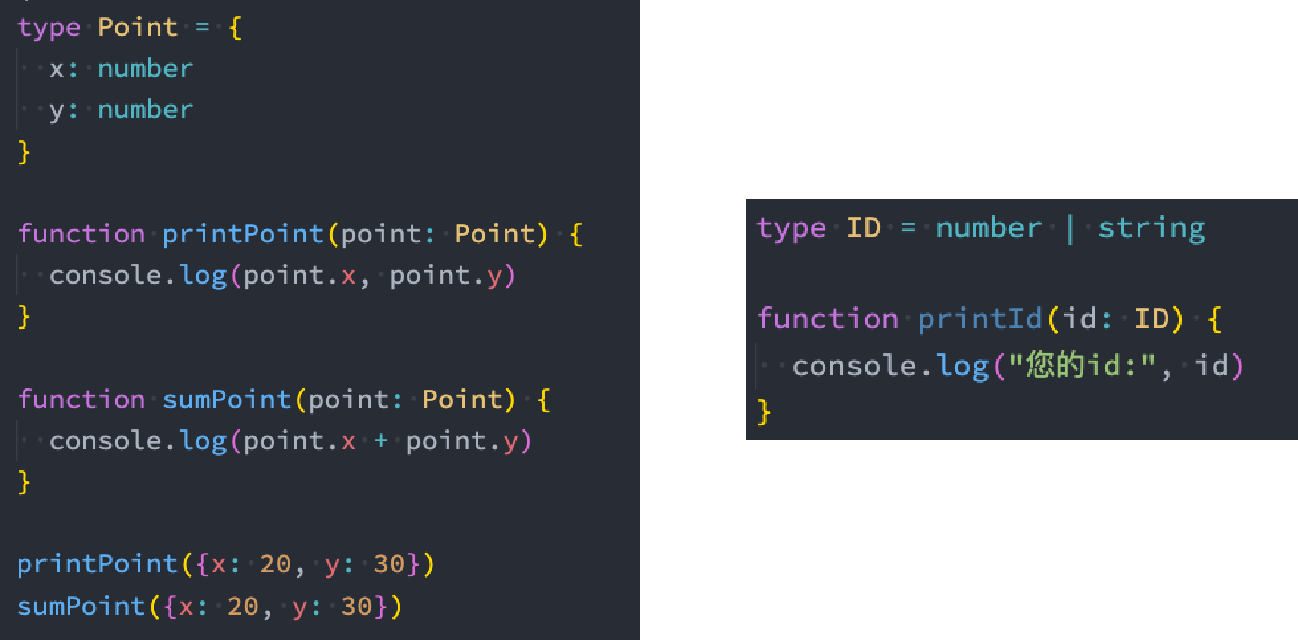 type Point = {
  x: number
  y: number
}
function printPoint(point: Point) {
  console.log(point.x, point.y)
}
function sumPoint(point: Point) {
  console.log(point.x + point.y)
}
printPoint({x: 20, y: 30})
sumPoint({x: 20, y: 30})
type ID = number | string
function printId(id: ID) {
  console.log("您的id:", id)
}